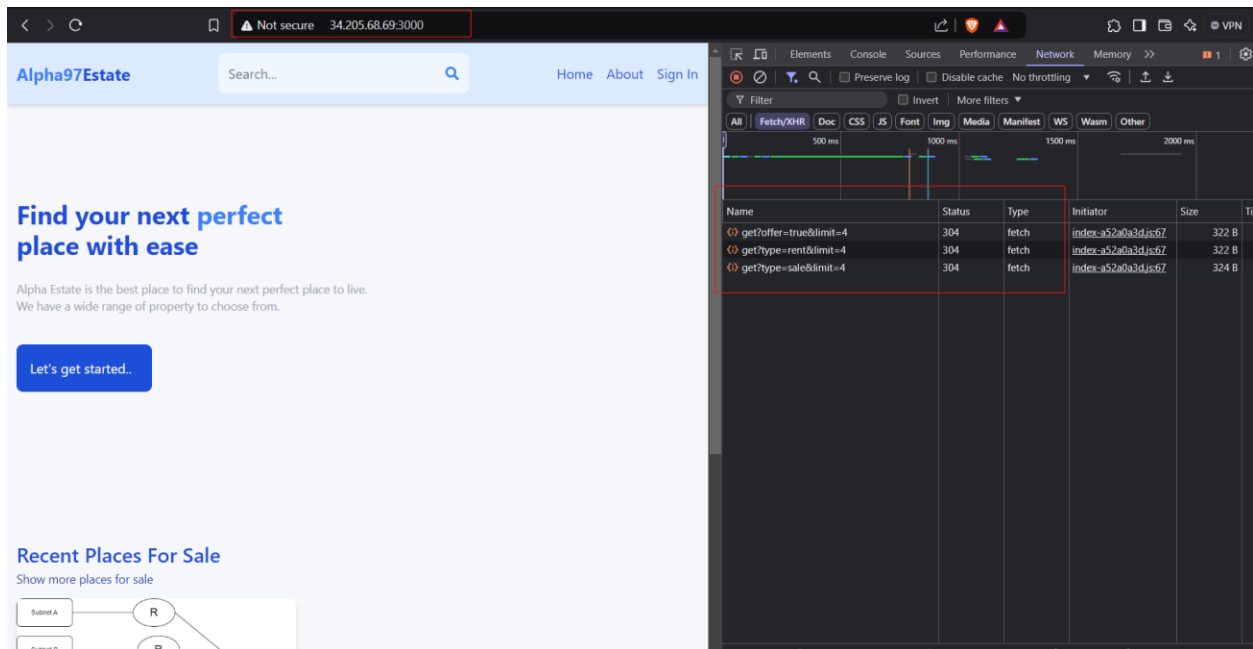 Not secure 34.205.68.69:3000
VPN
Alpha97Estate
Search...
Home About Sign In
Find your next perfect
place with ease
Alpha Estate is the best place to find your next perfect place to live.
We have a wide range of property to choose from.
Let's get started..
Recent Places For Sale
Show more places for sale
Subnet A
R
Elements Console Sources Performance Network Memory >> 1
Preserve log Disable cache No throttling
Filter Invert More filters
All Fetch/XHR Doc CSS JS Font Img Media Manifest WS Wasm Other
500 ms 1000 ms 1500 ms 2000 ms
Name Status Type Initiator Size Ti
get?offer=true&limit=4 304 fetch index-a52a0a3d.js:67 322 B
get?type=rent&limit=4 304 fetch index-a52a0a3d.js:67 322 B
get?type=sale&limit=4 304 fetch index-a52a0a3d.js:67 324 B